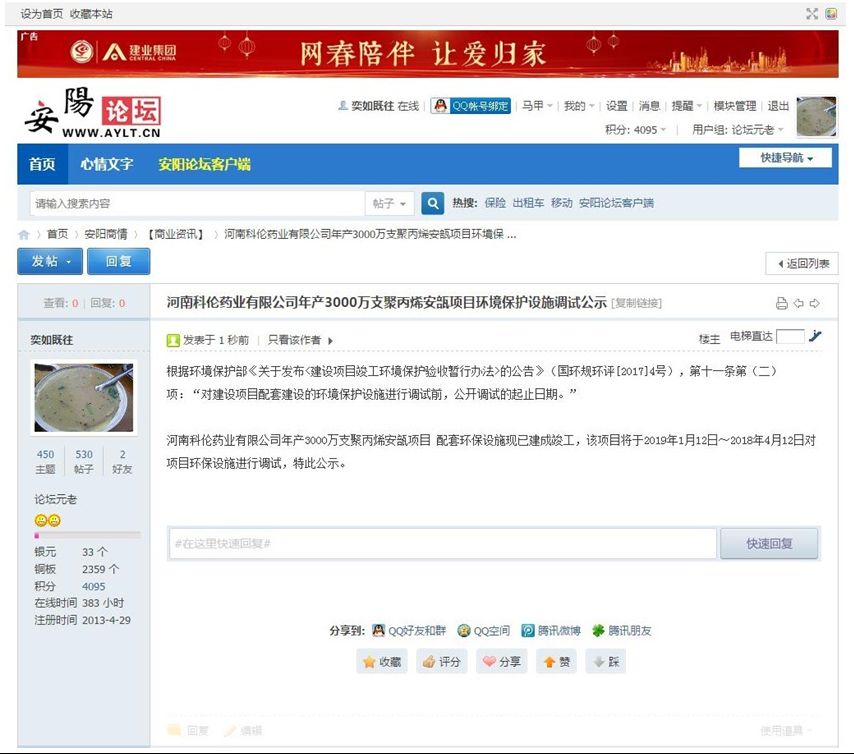 设为首页 收藏本站
广告
建业集团
CENTRAL CHINA
网春陪伴 让爱归家
安陽论坛
WWW.AYLT.CN
奕如既往 在线 QQ帐号绑定 马甲 我的 设置 消息 提醒 模块管理 退出
积分: 4095 用户组: 论坛元老
首页 心情文字 安阳论坛客户端 快捷导航
请输入搜索内容 帖子 热搜: 保险 出租车 移动 安阳论坛客户端
首页 安阳商情 【商业资讯】 河南科伦药业有限公司年产3000万支聚丙烯安瓿项目环境保 ...
发帖 回复 返回列表
查看: 0 回复: 0
河南科伦药业有限公司年产3000万支聚丙烯安瓿项目环境保护设施调试公示 [复制链接]
奕如既往
发表于 1 秒前 只看该作者 楼主 电梯直达
根据环境保护部《关于发布<建设项目竣工环境保护验收暂行办法>的公告》（国环规环评[2017]4号），第十一条第（二）
项：“对建设项目配套建设的环境保护设施进行调试前，公开调试的起止日期。”
河南科伦药业有限公司年产3000万支聚丙烯安瓿项目 配套环保设施现已建成竣工，该项目将于2019年1月12日～2018年4月12日对
项目环保设施进行调试，特此公示。
450 530 2
主题 帖子 好友
论坛元老
银元 33 个
铜板 2359 个
积分 4095
在线时间 383 小时
注册时间 2013-4-29
#在这里快速回复# 快速回复
分享到: QQ好友和群 QQ空间 腾讯微博 腾讯朋友
收藏 评分 分享 赞 踩
回复 编辑 使用道具